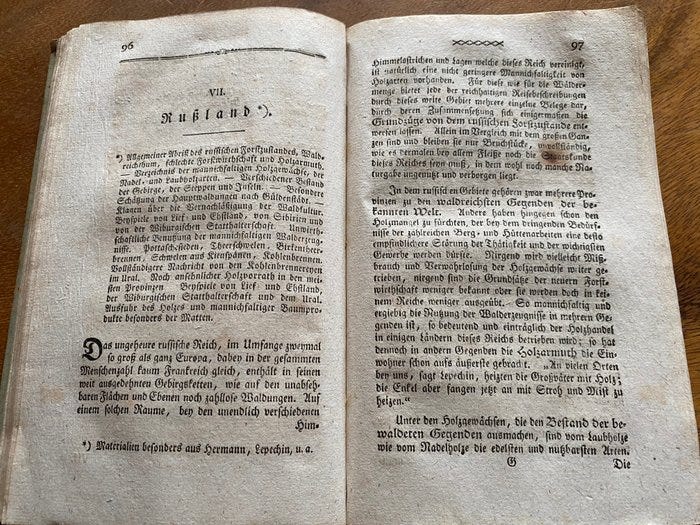 96
VII.
Rußland *).
*) Allgemeiner Abriß des russischen Forstzustandes, Wald-
reichthum, schlechte Forstwirthschaft und Holzarmuth.
— Verzeichniß der mannichfaltigen Holzgewächse, der
Nadel- und Laubholzarten. — Verschiedener Bestand
der Gebirge, der Steppen und Inseln. — Besondere
Schätzung der Hauptwaldungen nach Güldenstädt. —
Klagen über die Vernachläßigung der Waldkultur.
Beyspiele von Lief- und Ehstland, von Sibirien und
von der Wiburgischen Statthalterschaft. Unwirth-
schaftliche Benutzung der mannichfaltigen Walderzeug-
nisse. Pottaschesieden, Theerschwelen, Birkentheer-
brennen, Schwelen aus Kienspänen, Kohlenbrennen.
Vollständigere Nachricht von den Kohlenbrennereyen
im Ural. Noch ansehnlicher Holzvorrath in den mei-
sten Provinzen Beyspiele von Lief- und Ehstland,
der Wiburgischen Statthalterschaft und dem Ural.
Ausfuhr des Holzes und mannichfaltiger Baumpro-
dukte besonders der Matten.
Das ungeheure russische Reich, im Umfange zweymal
so groß als ganz Europa, dabey in der gesammten
Menschenzahl kaum Frankreich gleich, enthält in seinen
weit ausgedehnten Gebirgsketten, wie auf den unabseh-
baren Flächen und Ebenen noch zahllose Waldungen. Auf
einem solchen Raume, bey den unendlich verschiedenen
Him-
*) Materialien besonders aus Hermann, Lepechin, u. a.
97
Himmelsstrichen und Lagen welche dieses Reich vereinigt,
ist natürlich eine nicht geringere Mannichfaltigkeit von
Holzarten vorhanden. Für diese wie für die Wälder-
menge bietet jede der reichhaltigen Reisebeschreibungen
durch dieses weite Gebiet mehrere einzelne Belege dar,
durch deren Zusammensetzung sich einigermaßen die
Grundzüge von dem russischen Forstzustande ent-
werfen lassen. Allein im Vergleich mit dem großen Gan-
zen sind und bleiben sie nur Bruchstücke, unvollständig,
wie es dermalen bey allem Fleiße noch die Staatskunde
dieses Reichs seyn muß, in dem wohl noch manche Na-
turgabe ungenutzt und verborgen liegt.
In dem russischen Gebiete gehören zwar mehrere Pro-
vinzen zu den waldreichsten Gegenden der be-
kannten Welt. Andere haben hingegen schon den
Holzmangel zu fürchten, der bey dem dringenden Bedürf-
nisse der zahlreichen Berg- und Hüttenarbeiten eine desto
empfindlichere Störung der Thätigkeit und der wichtigsten
Gewerbe werden dürfte. Nirgend wird vielleicht Miß-
brauch und Verwahrlosung der Holzgewächse weiter ge-
trieben, nirgend sind die Grundsätze der neuern Forst-
wirthschaft weniger bekannt oder sie werden doch in kei-
nem Reiche weniger ausgeübt. — So mannichfaltig und
ergiebig die Nutzung der Walderzeugnisse in mehrern Ge-
genden ist, so bedeutend und einträglich der Holzhandel
in einigen Ländern dieses Reichs betrieben wird; so hat
dennoch in andern Gegenden die Holzarmuth die Ein-
wohner schon aufs äußerste gebracht. „An vielen Orten
bey uns, sagt Lepechin, heizten die Großväter mit Holz;
die Enkel aber fangen jetzt an mit Stroh und Mist zu
heizen.“
Unter den Holzgewächsen, die den Bestand der be-
walderen Gegenden ausmachen, sind vom Laubholze
wie vom Nadelholze die edelsten und nutzbarsten Arten.
G
Die